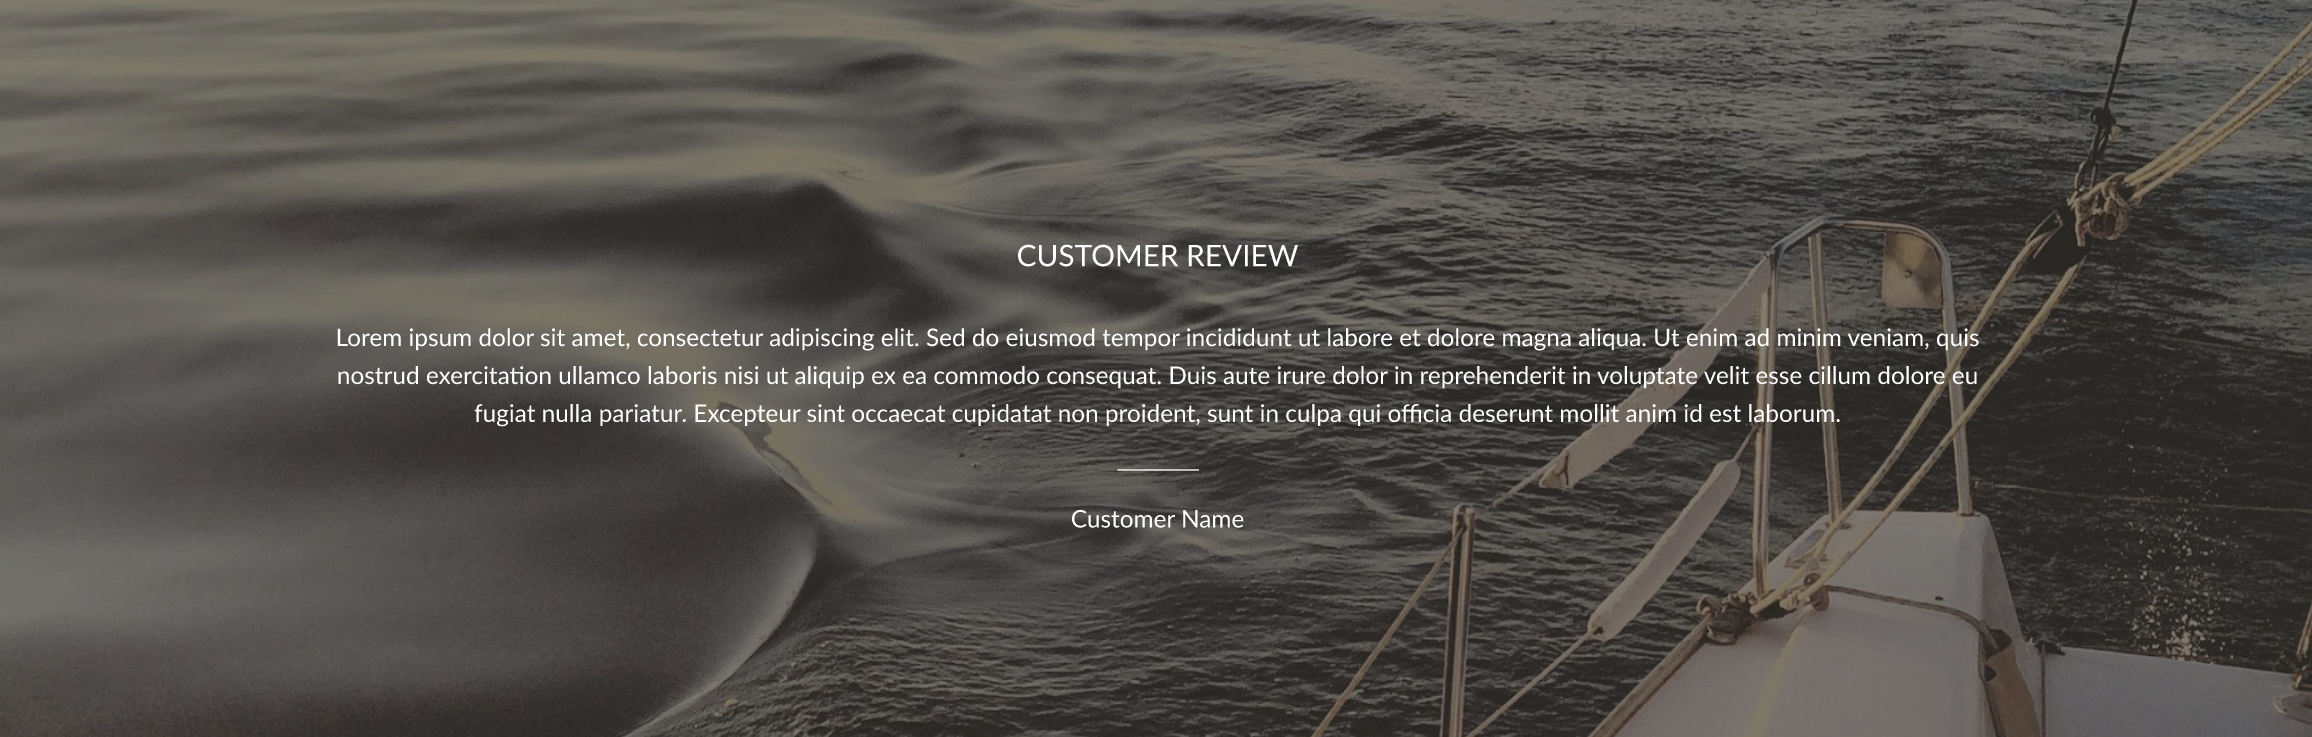 CUSTOMER REVIEW
Lorem ipsum dolor sit amet, consectetur adipiscing elit. Sed do eiusmod tempor incididunt ut labore et dolore magna aliqua. Ut enim ad minim veniam, quis
nostrud exercitation ullamco laboris nisi ut aliquip ex ea commodo consequat. Duis aute irure dolor in reprehenderit in voluptate velit esse cillum dolore eu
fugiat nulla pariatur. Excepteur sint occaecat cupidatat non proident, sunt in culpa qui officia deserunt mollit anim id est laborum.
Customer Name